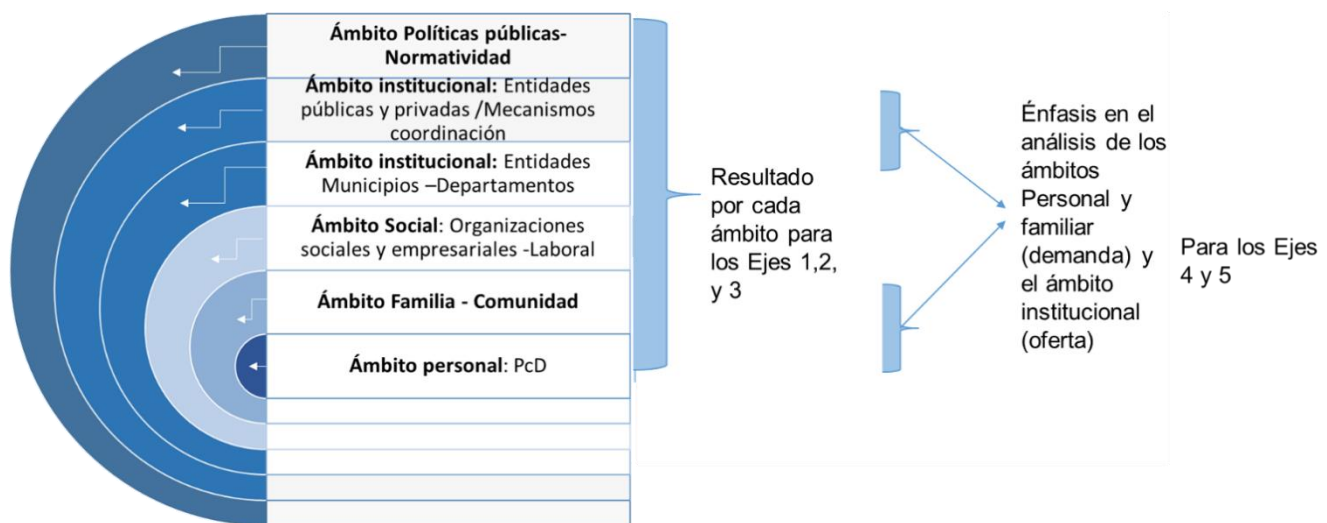 Ámbito Políticas públicas-
Normatividad
Ámbito institucional: Entidades
públicas y privadas /Mecanismos
coordinación
Ámbito institucional: Entidades
Municipios –Departamentos
Ámbito Social: Organizaciones
sociales y empresariales -Laboral
Ámbito Familia - Comunidad
Ámbito personal: PcD
Resultado
por cada
ámbito para
los Ejes 1,2,
y 3
Énfasis en el
análisis de los
ámbitos
Personal y
familiar
(demanda) y
el ámbito
institucional
(oferta)
Para los Ejes
4 y 5